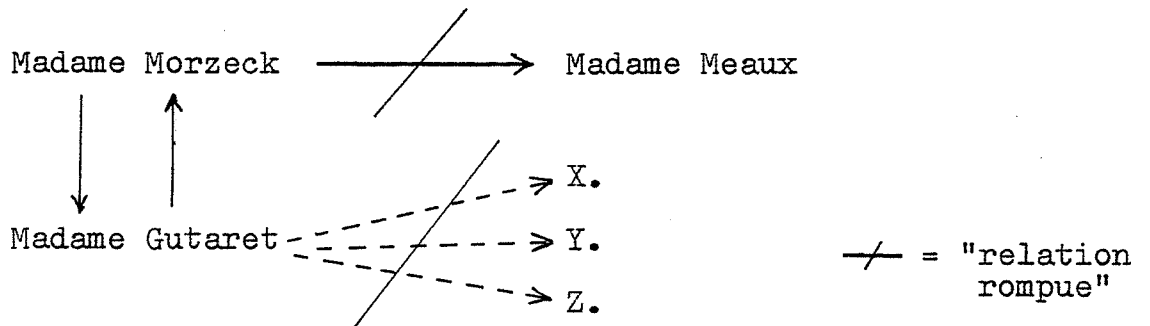 Madame Morzeck Madame Meaux
X.
Madame Gutaret Y.
Z.
= "relation
rompue"